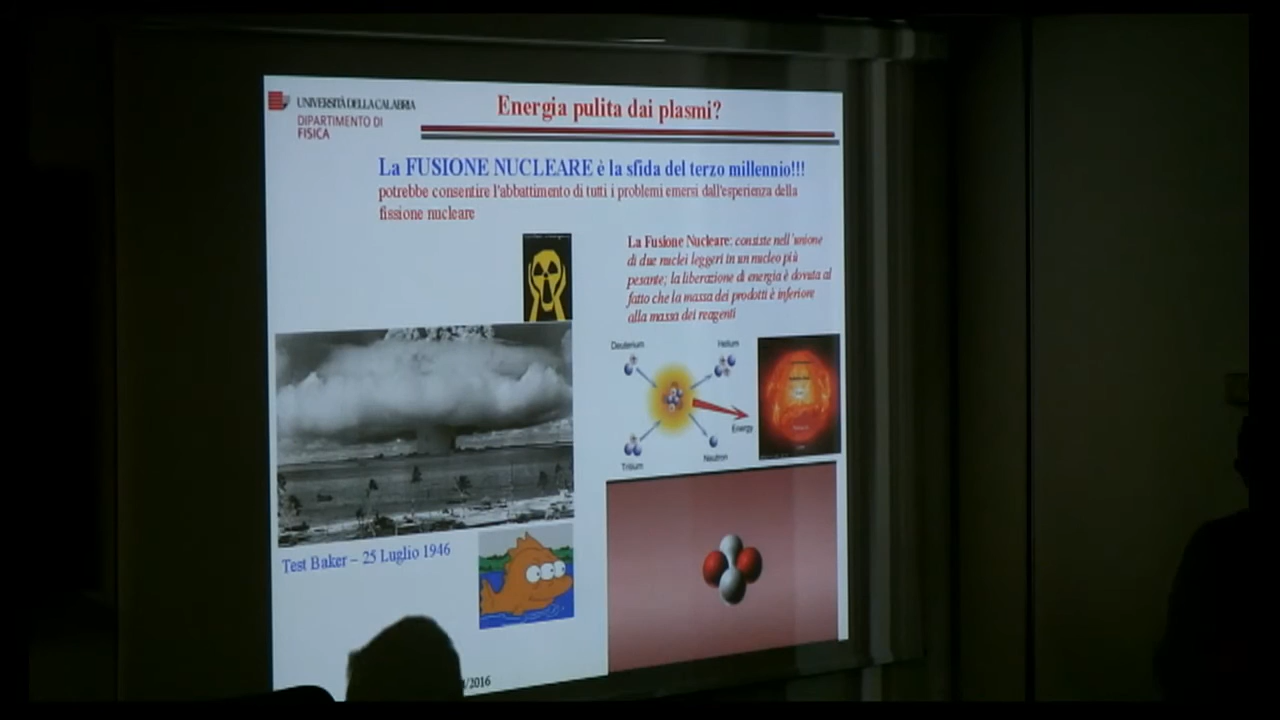 UNIVERSITÀ DELLA CALABRIA
DIPARTIMENTO DI
FISICA
Energia pulita dai plasmi?
La FUSIONE NUCLEARE è la sfida del terzo millennio!!!
potrebbe consentire l'abbattimento di tutti i problemi emersi dall'esperienza della
fissione nucleare
La Fusione Nucleare: consiste nell'unione
di due nuclei leggeri in un nucleo più
pesante; la liberazione di energia è dovuta al
fatto che la massa dei prodotti è inferiore
alla massa dei reagenti
Deuterium
Helium
Energy
Tritium
Neutron
Test Baker – 25 Luglio 1946
/2016